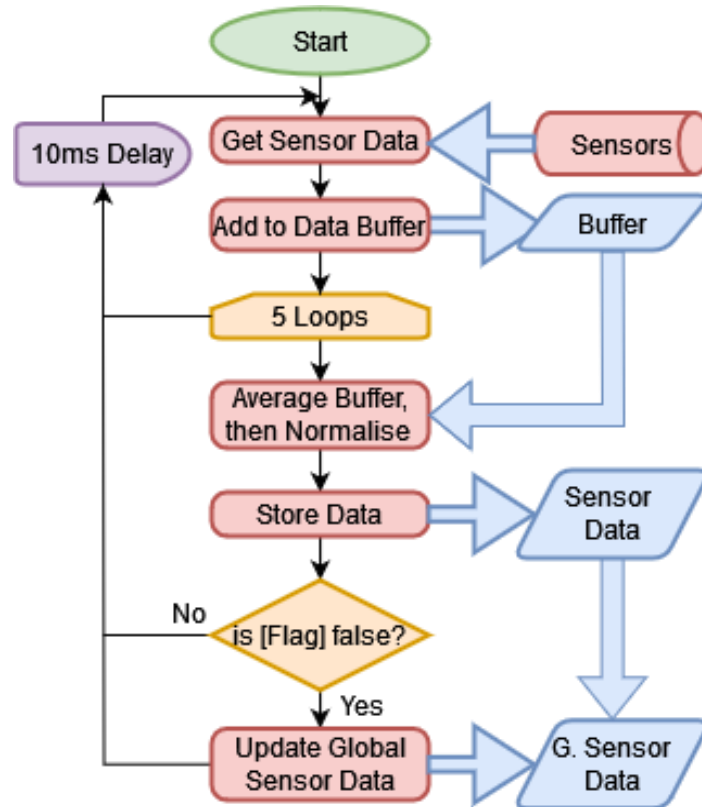 Start
10ms Delay
Get Sensor Data
Sensors
Add to Data Buffer
Buffer
5 Loops
Average Buffer,
then Normalise
Store Data
Sensor
Data
No
is [Flag] false?
Yes
Update Global
Sensor Data
G. Sensor
Data